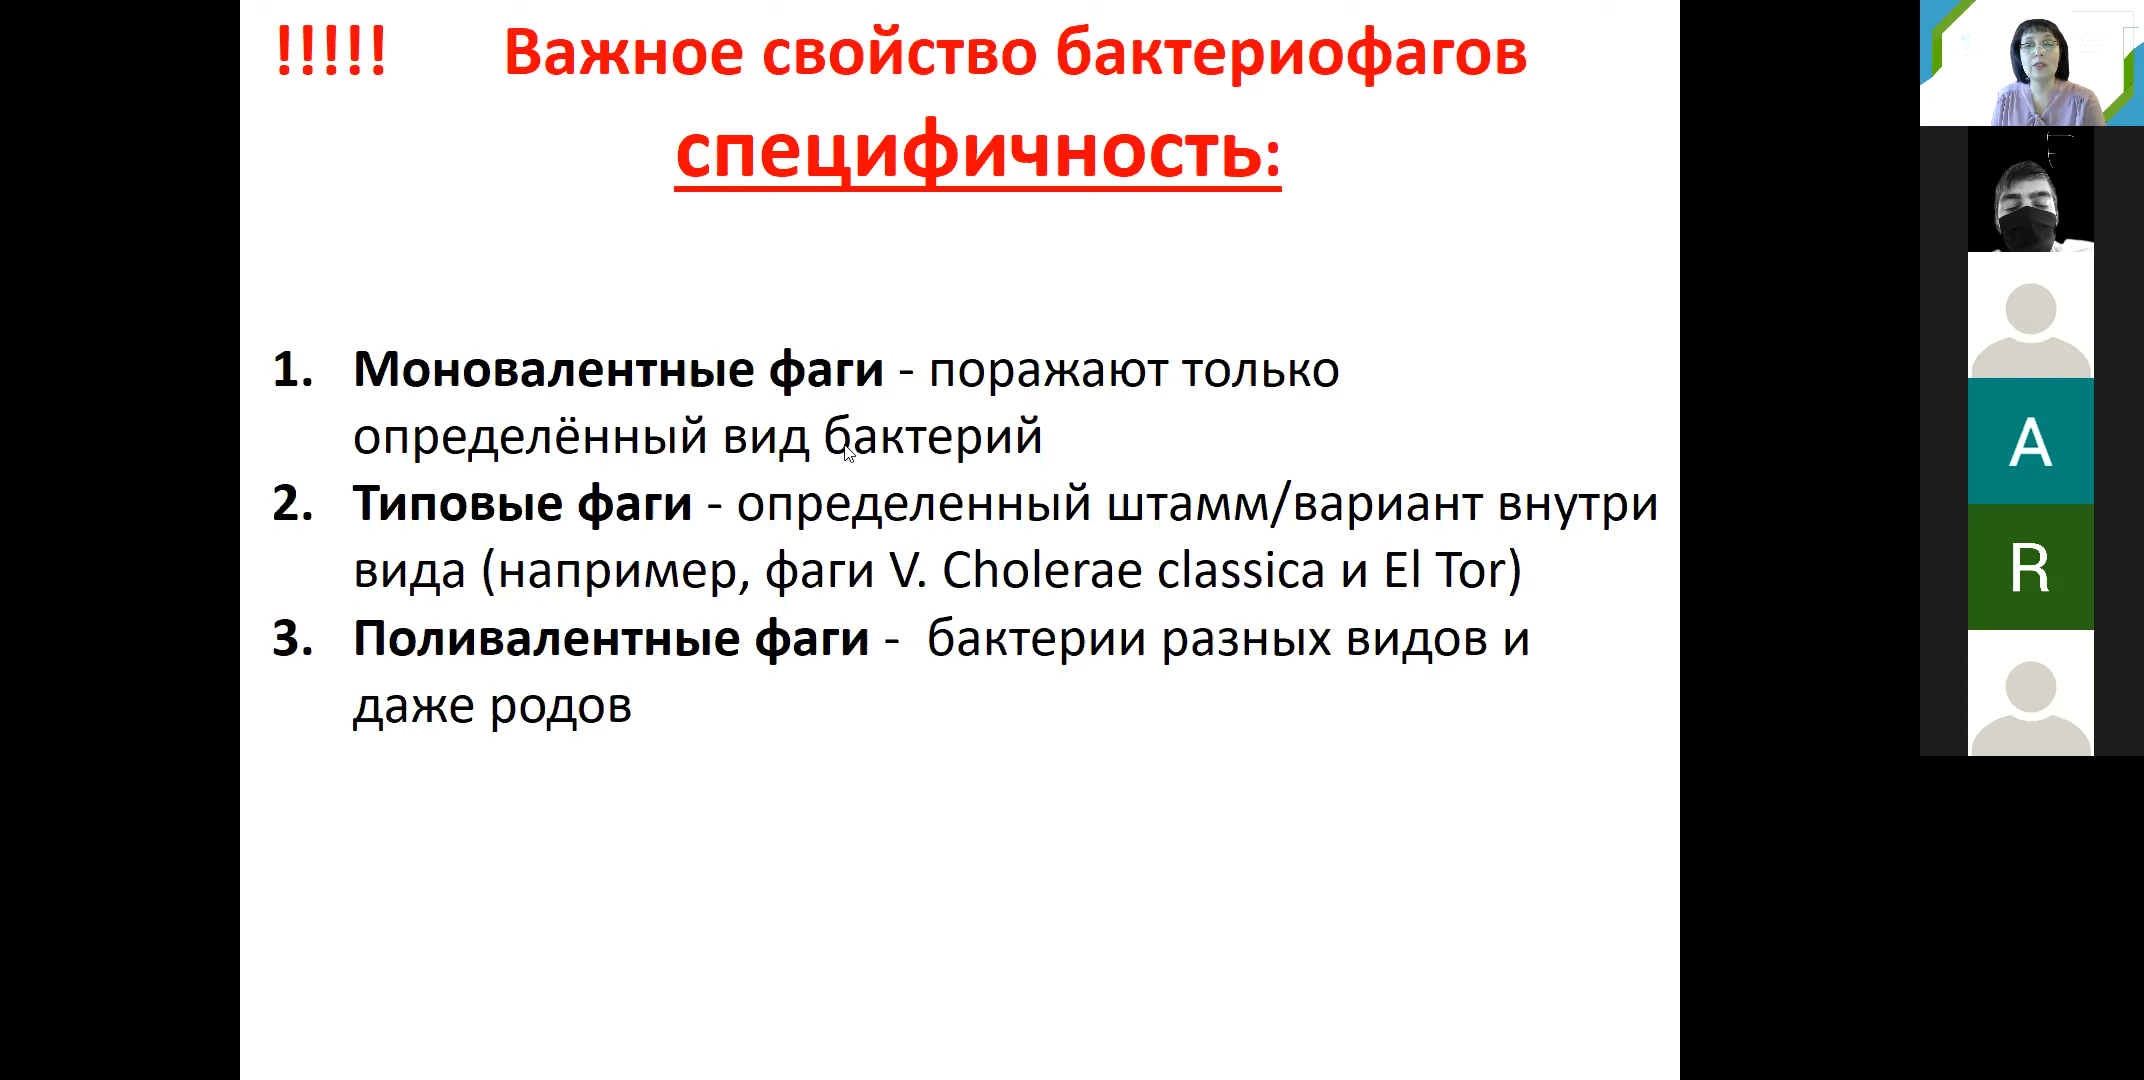 !!!!! Важное свойство бактериофагов
специфичность:
1. Моновалентные фаги - поражают только
определённый вид бактерий
2. Типовые фаги - определенный штамм/вариант внутри
вида (например, фаги V. Cholerae classica и El Tor)
3. Поливалентные фаги - бактерии разных видов и
даже родов
A
R